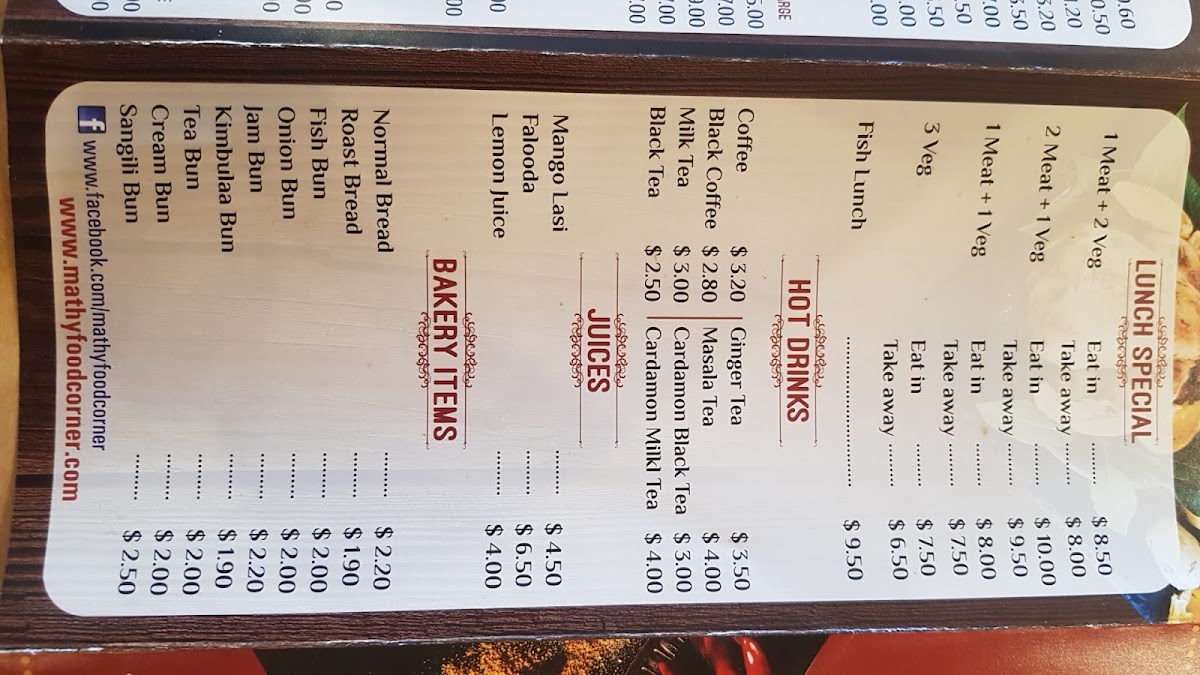 LUNCH SPECIAL
1 Meat + 2 Veg Eat in ........ $ 8.50
Take away ...... $ 8.00
2 Meat + 1 Veg Eat in ........ $ 10.00
Take away ....... $ 9.50
1 Meat + 1 Veg Eat in ........ $ 8.00
Take away ....... $ 7.50
3 Veg Eat in ........ $ 7.50
Take away ........ $ 6.50
Fish Lunch ............................ $ 9.50
HOT DRINKS
Coffee $ 3.20 Ginger Tea $ 3.50
Black Coffee $ 2.80 Masala Tea $ 4.00
Milk Tea $ 3.00 Cardamon Black Tea $ 3.00
Black Tea $ 2.50 Cardamon Milkl Tea $ 4.00
JUICES
Mango Lasi ........ $ 4.50
Falooda ........ $ 6.50
Lemon Juice ........ $ 4.00
BAKERY ITEMS
Normal Bread ........ $ 2.20
Roast Bread ........ $ 1.90
Fish Bun ........ $ 2.00
Onion Bun ........ $ 2.00
Jam Bun ........ $ 2.20
Kimbulaa Bun ........ $ 1.90
Tea Bun ........ $ 2.00
Cream Bun ........ $ 2.00
Sangili Bun ........ $ 2.50
f www.facebook.com/mathyfoodcorner
www.mathyfoodcorner.com